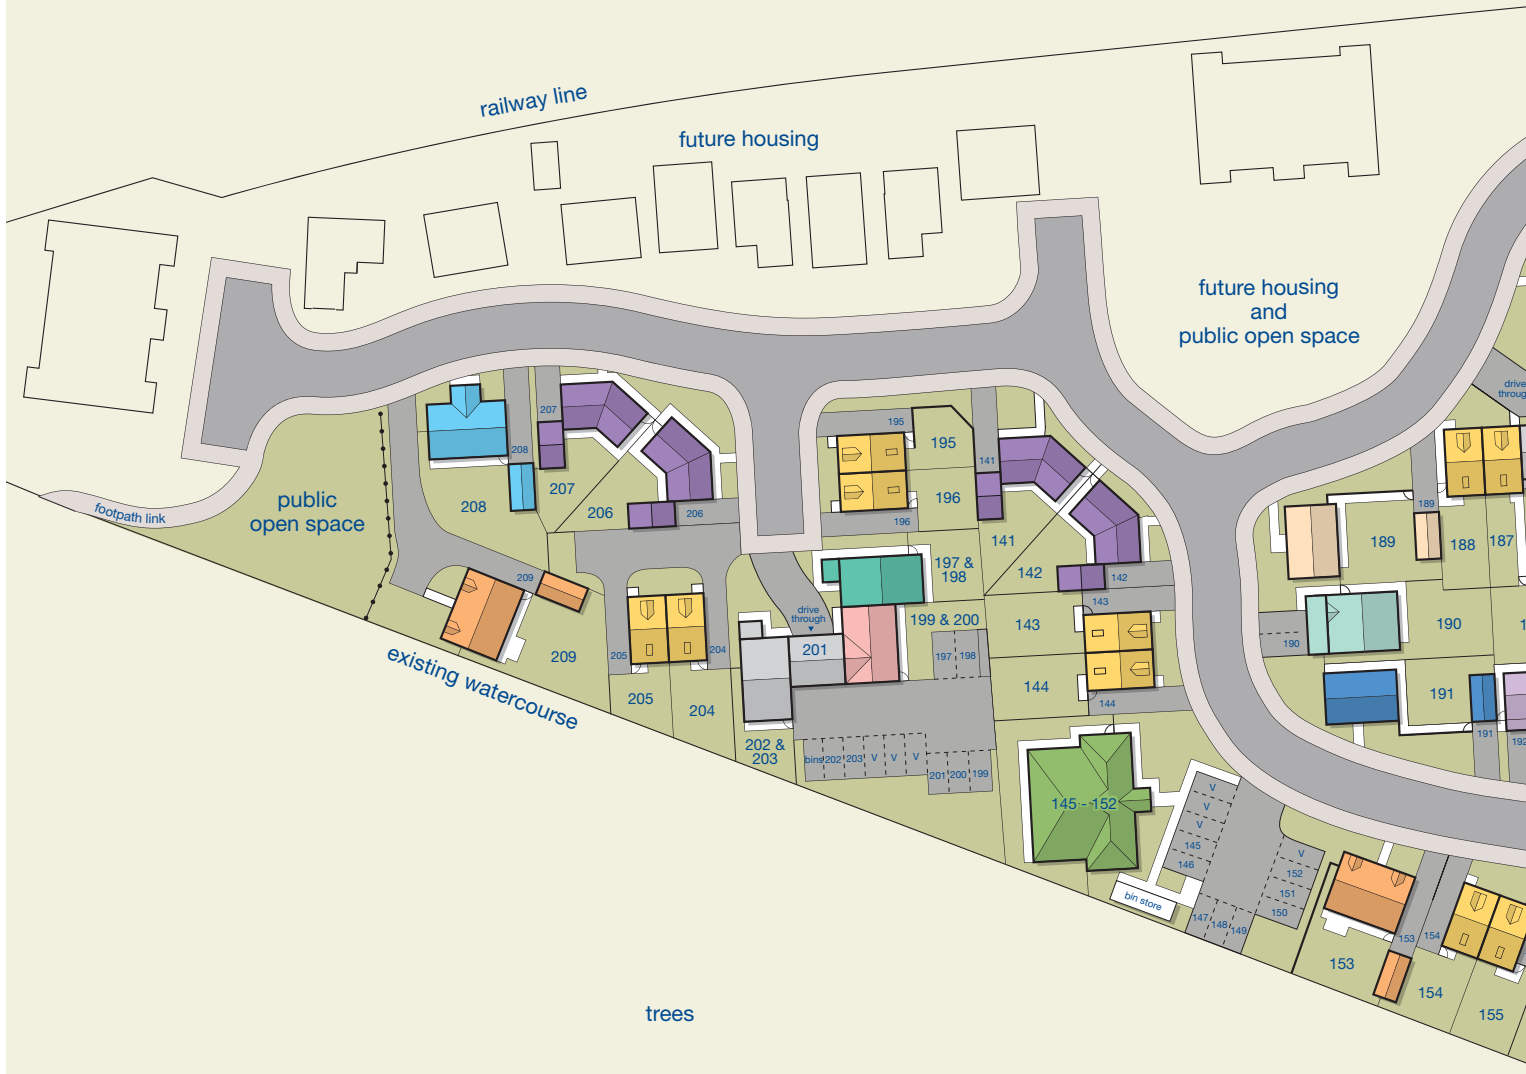 railway line
future housing
future housing
and
public open space
drive
207
195
195
208
141
207
208
196
189
public
open space
footpath link
206
206
196
141
189
188
187
209
197 &
198
142
142
143
drive
through
199 & 200
143
190
190
201
205
204
197
198
209
existing watercourse
144
191
205
204
144
202 &
203
191
192
bins
202
203
V
V
V
201
200
199
145 - 152
V
V
V
145
146
V
152
151
150
bin store
147
148
149
153
154
153
154
155
trees